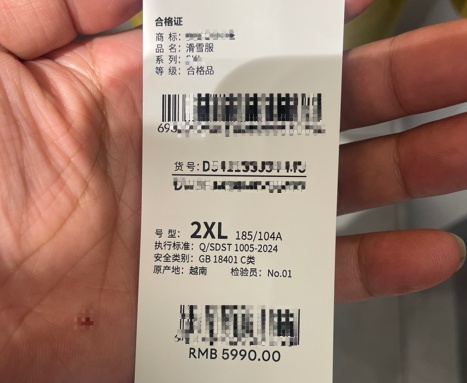 合格证
商 标:
品 名: 滑雪服
系 列:
等 级: 合格品
693
货 号:
号 型: 2XL 185/104A
执行标准: Q/SDST 1005-2024
安全类别: GB 18401 C类
原产地: 越南 检验员: No.01
RMB 5990.00